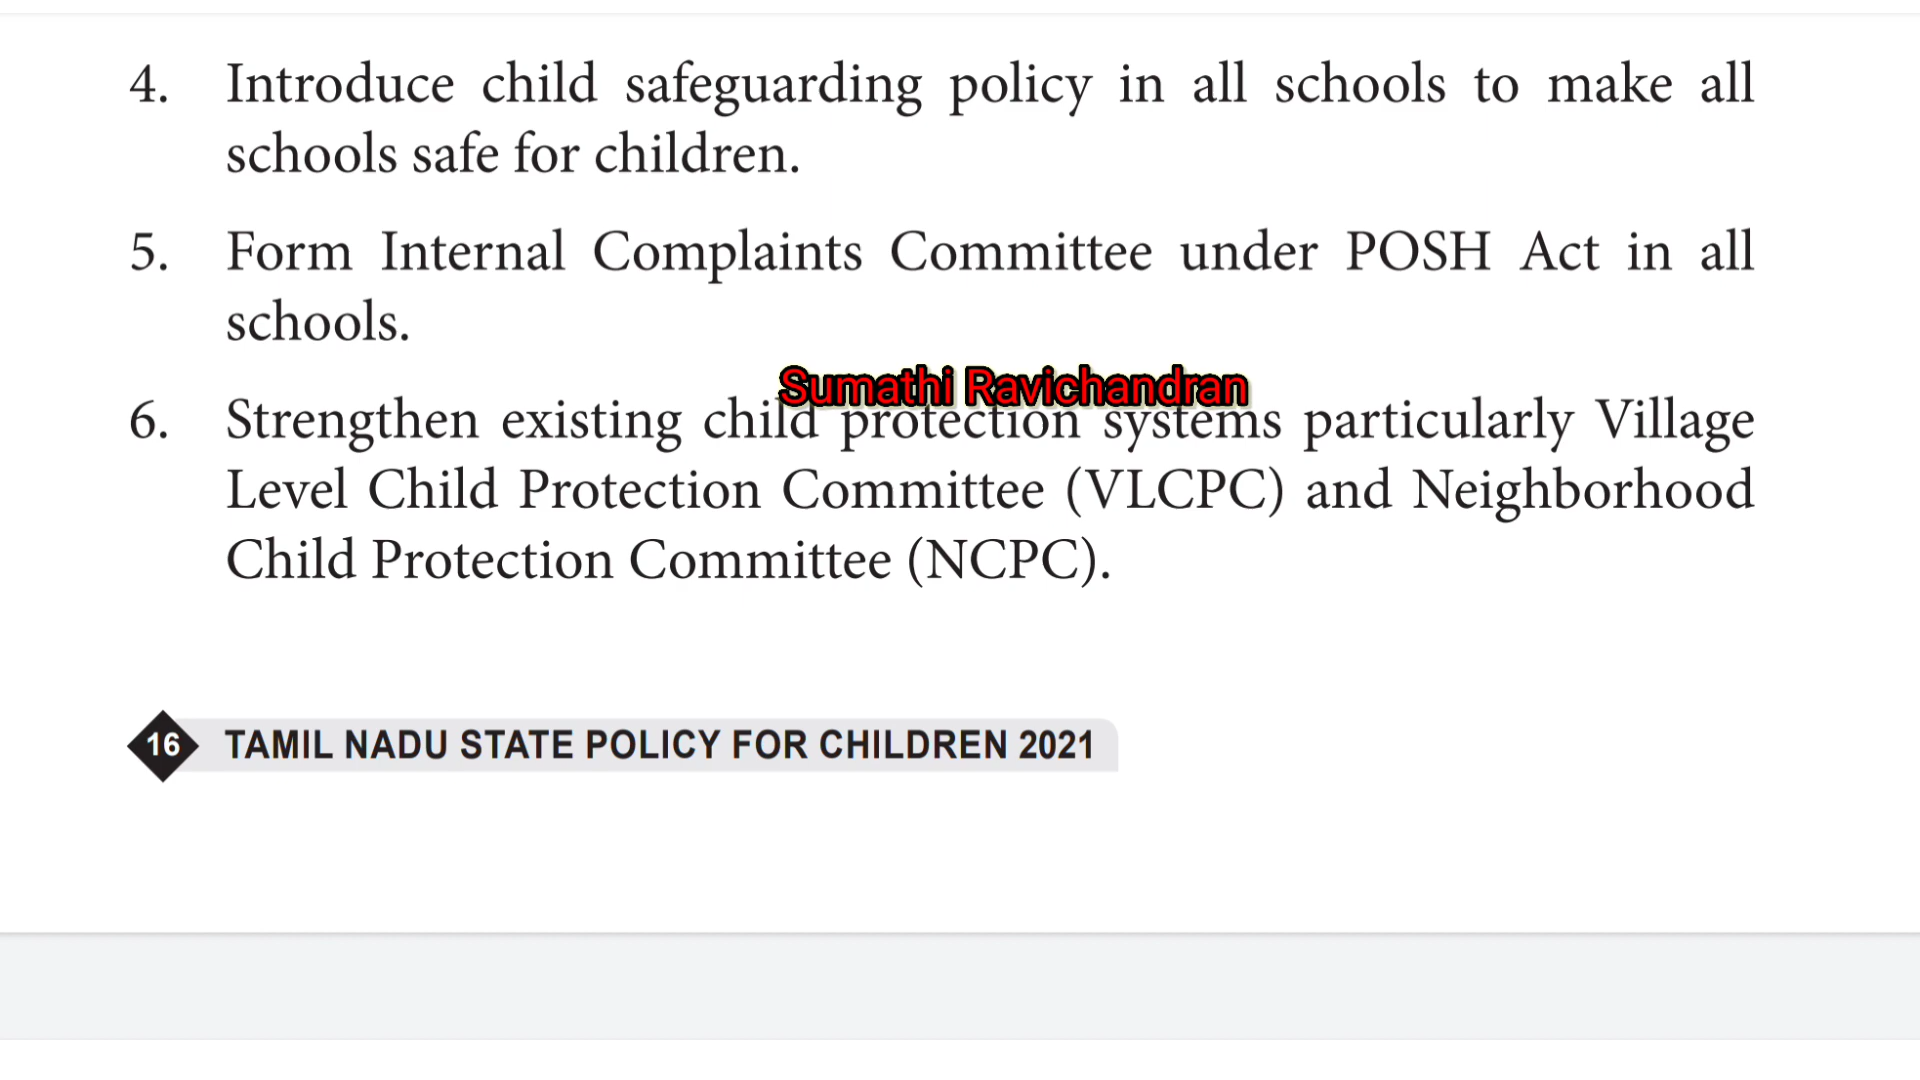 4. Introduce child safeguarding policy in all schools to make all
schools safe for children.
5. Form Internal Complaints Committee under POSH Act in all
schools.
Sumathi Ravichandran
6. Strengthen existing child protection systems particularly Village
Level Child Protection Committee (VLCPC) and Neighborhood
Child Protection Committee (NCPC).
16 TAMIL NADU STATE POLICY FOR CHILDREN 2021